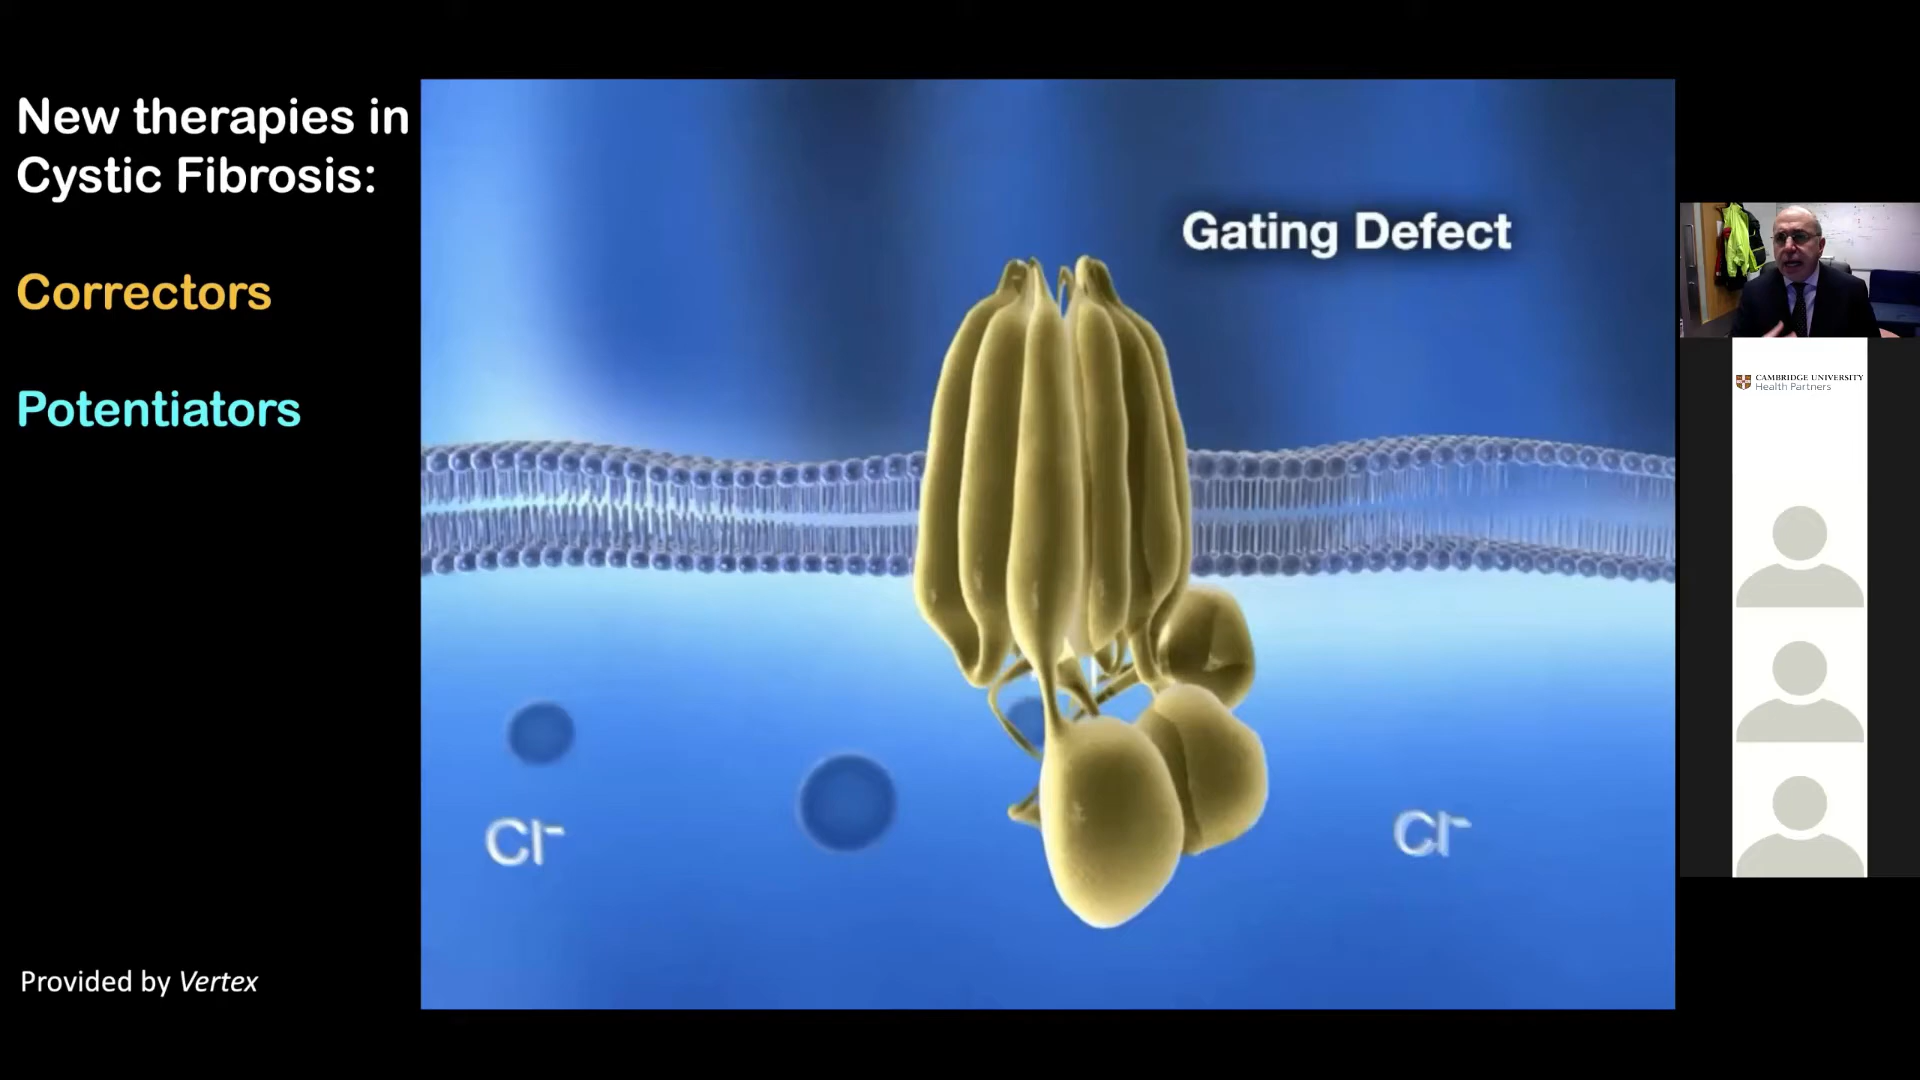 New therapies in
Cystic Fibrosis:
Correctors
Potentiators
Provided by Vertex
Gating Defect
Cl⁻
Cl⁻
CAMBRIDGE UNIVERSITY
Health Partners